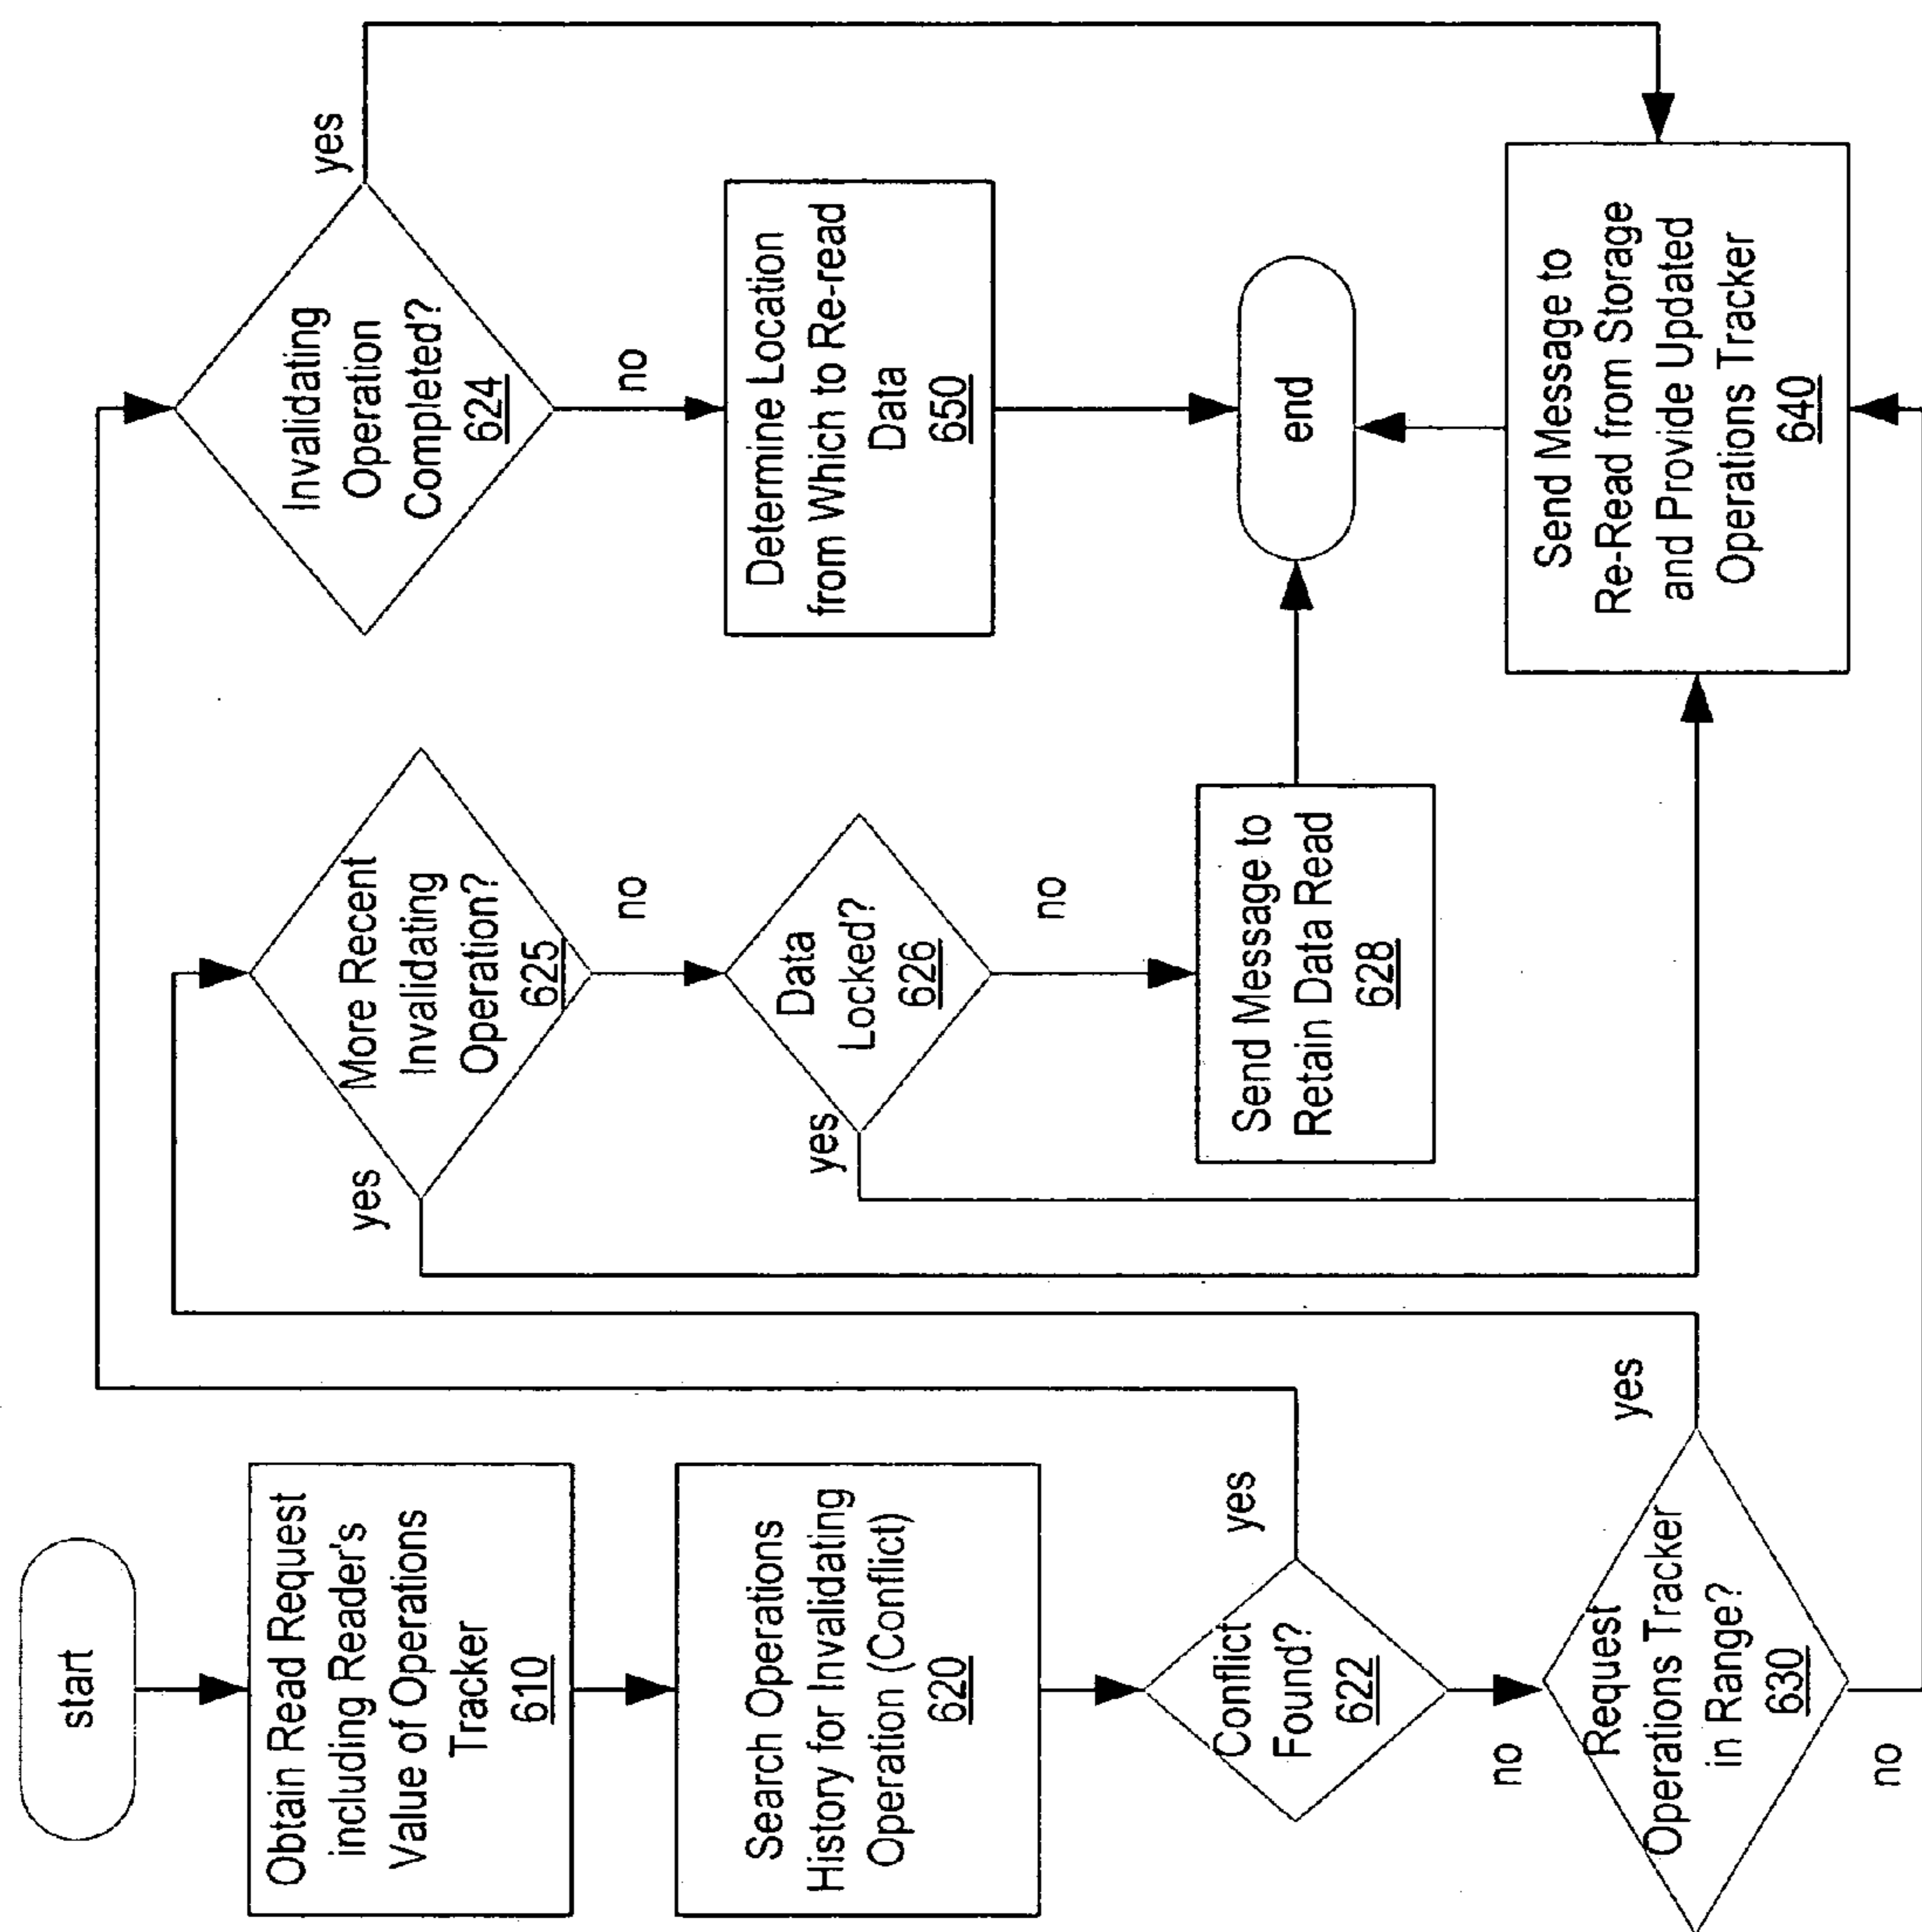 start
Obtain Read Request
including Reader's
Value of Operations
Tracker
610
Search Operations
History for Invalidating
Operation (Conflict)
620
Conflict
Found?
622
yes
no
Request
Operations Tracker
in Range?
630
yes
no
More Recent
Invalidating
Operation?
625
yes
no
Data
Locked?
626
yes
no
Send Message to
Retain Data Read
628
Invalidating
Operation
Completed?
624
yes
no
Determine Location
from Which to Re-read
Data
650
end
Send Message to
Re-Read from Storage
and Provide Updated
Operations Tracker
640